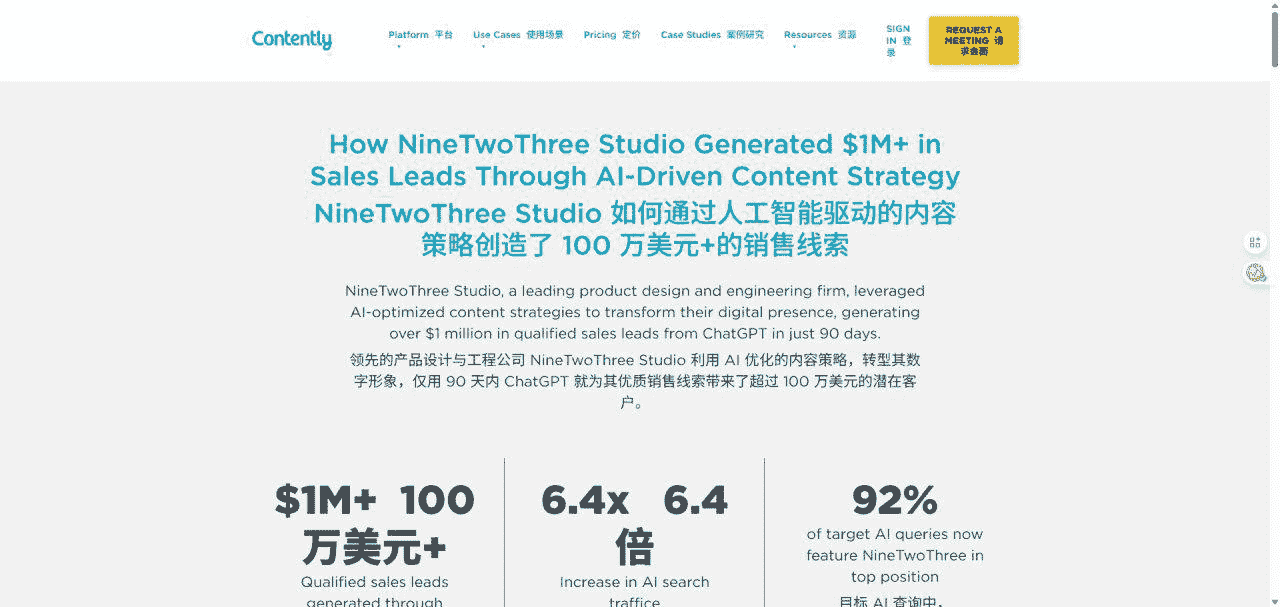 Contently
Platform 平台
Use Cases 使用场景
Pricing 定价
Case Studies 案例研究
Resources 资源
SIGN
IN 登
录
REQUEST A
MEETING 请
求会面
How NineTwoThree Studio Generated $1M+ in
Sales Leads Through AI-Driven Content Strategy
NineTwoThree Studio 如何通过人工智能驱动的内容
策略创造了 100 万美元+的销售线索
NineTwoThree Studio, a leading product design and engineering firm, leveraged
AI-optimized content strategies to transform their digital presence, generating
over $1 million in qualified sales leads from ChatGPT in just 90 days.
领先的产品设计与工程公司 NineTwoThree Studio 利用 AI 优化的内容策略，转型其数
字形象，仅用 90 天内 ChatGPT 就为其优质销售线索带来了超过 100 万美元的潜在客
户。
$1M+ 100
万美元+
Qualified sales leads
generated through
6.4x 6.4
倍
Increase in AI search
traffice
92%
of target AI queries now
feature NineTwoThree in
top position
目标 AI 查询中，